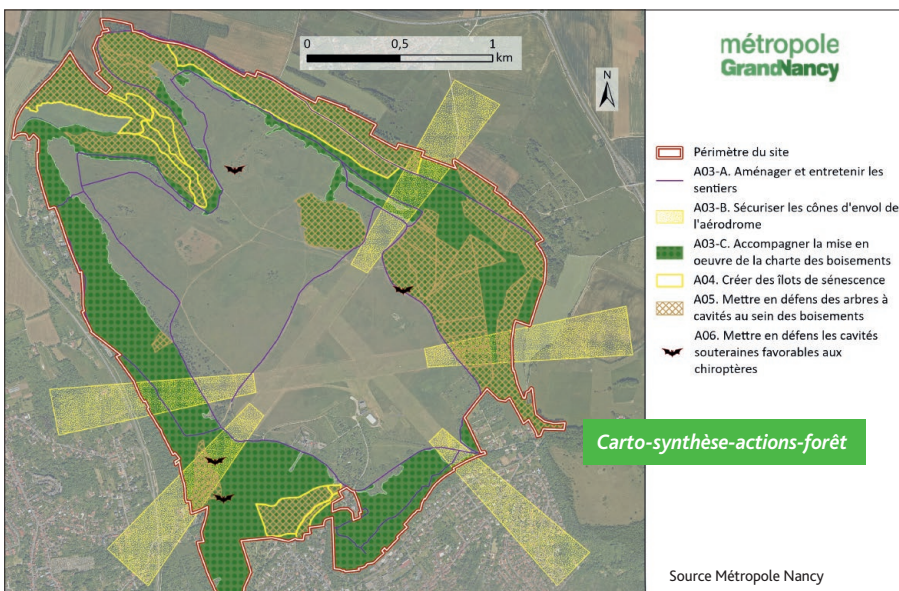 0 0,5 1
km
N
métropole
GrandNancy
Périmètre du site
A03-A. Aménager et entretenir les
sentiers
A03-B. Sécuriser les cônes d'envol de
l'aérodrome
A03-C. Accompagner la mise en
oeuvre de la charte des boisements
A04. Créer des îlots de sénescence
A05. Mettre en défens des arbres à
cavités au sein des boisements
A06. Mettre en défens les cavités
souteraines favorables aux
chiroptères
Carto-synthèse-actions-forêt
Source Métropole Nancy